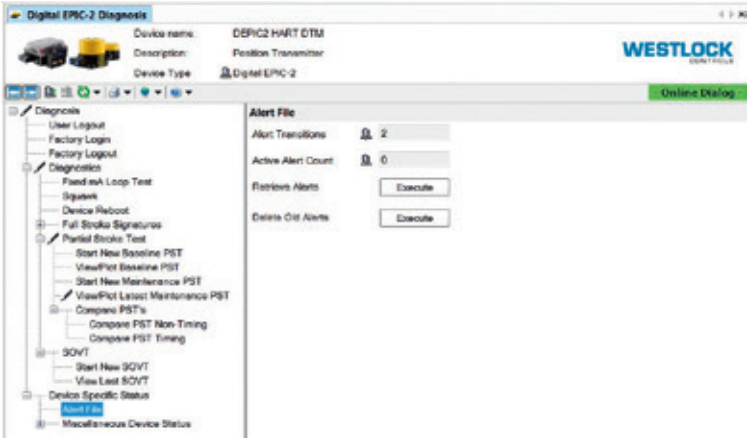 Digital EPIC-2 Diagnosis
Device name: DEPIC2 HART DTM
Description: Position Transmitter
Device Type Digital EPIC-2
WESTLOCK
CONTROLS
Online Dialog
Diagnosis
User Logout
Factory Login
Factory Logout
Diagnostics
Fixed mA Loop Test
Squawk
Device Reboot
Full Stroke Signatures
Partial Stroke Test
Start New Baseline PST
View/Plot Baseline PST
Start New Maintenance PST
View/Plot Latest Maintenance PST
Compare PST's
Compare PST Non-Timing
Compare PST Timing
SOVT
Start New SOVT
View Last SOVT
Device Specific Status
Alert File
Miscellaneous Device Status
Alert File
Alert Transitions 2
Active Alert Count 0
Retrieve Alerts Execute
Delete Old Alerts Execute